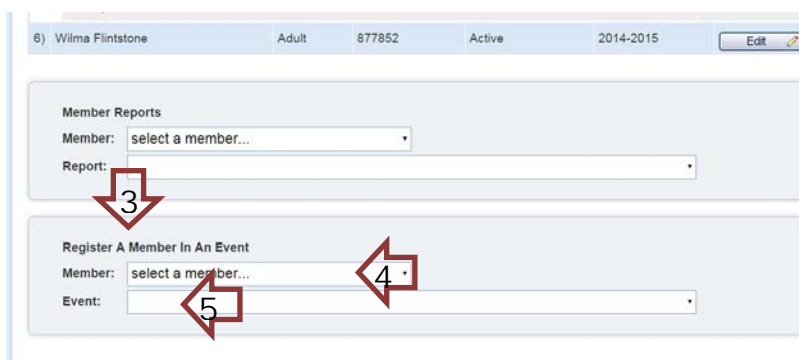 6) Wilma Flintstone Adult 877852 Active 2014-2015 Edit
Member Reports
Member: select a member...
Report:
3
Register A Member In An Event
Member: select a member... 4
Event: 5